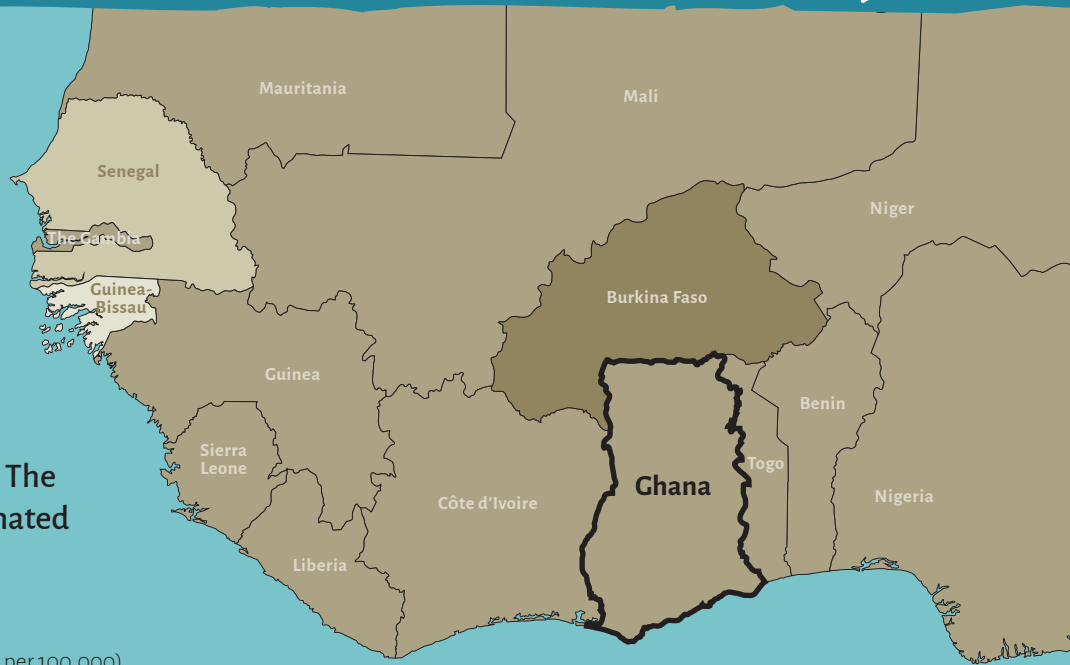 Mauritania
Mali
Senegal
Niger
The Gambia
Guinea-
Bissau
Burkina Faso
Guinea
Benin
Sierra
Leone
Togo
The
Ghana
Côte d'Ivoire
Nigeria
Liberia
per 100,000)